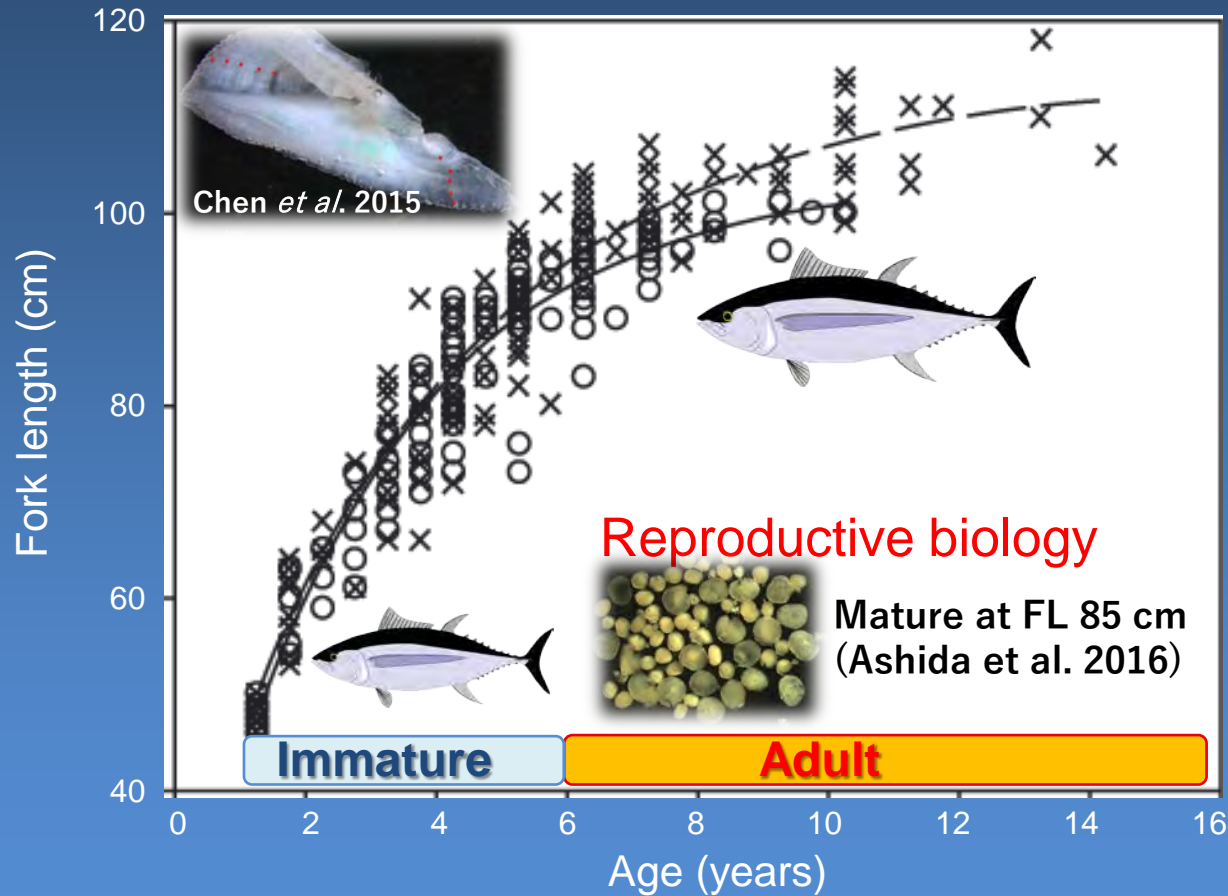 120
100
80
60
40
Fork length (cm)
Chen et al. 2015
Reproductive biology
Mature at FL 85 cm
(Ashida et al. 2016)
Immature
Adult
0 2 4 6 8 10 12 14 16
Age (years)